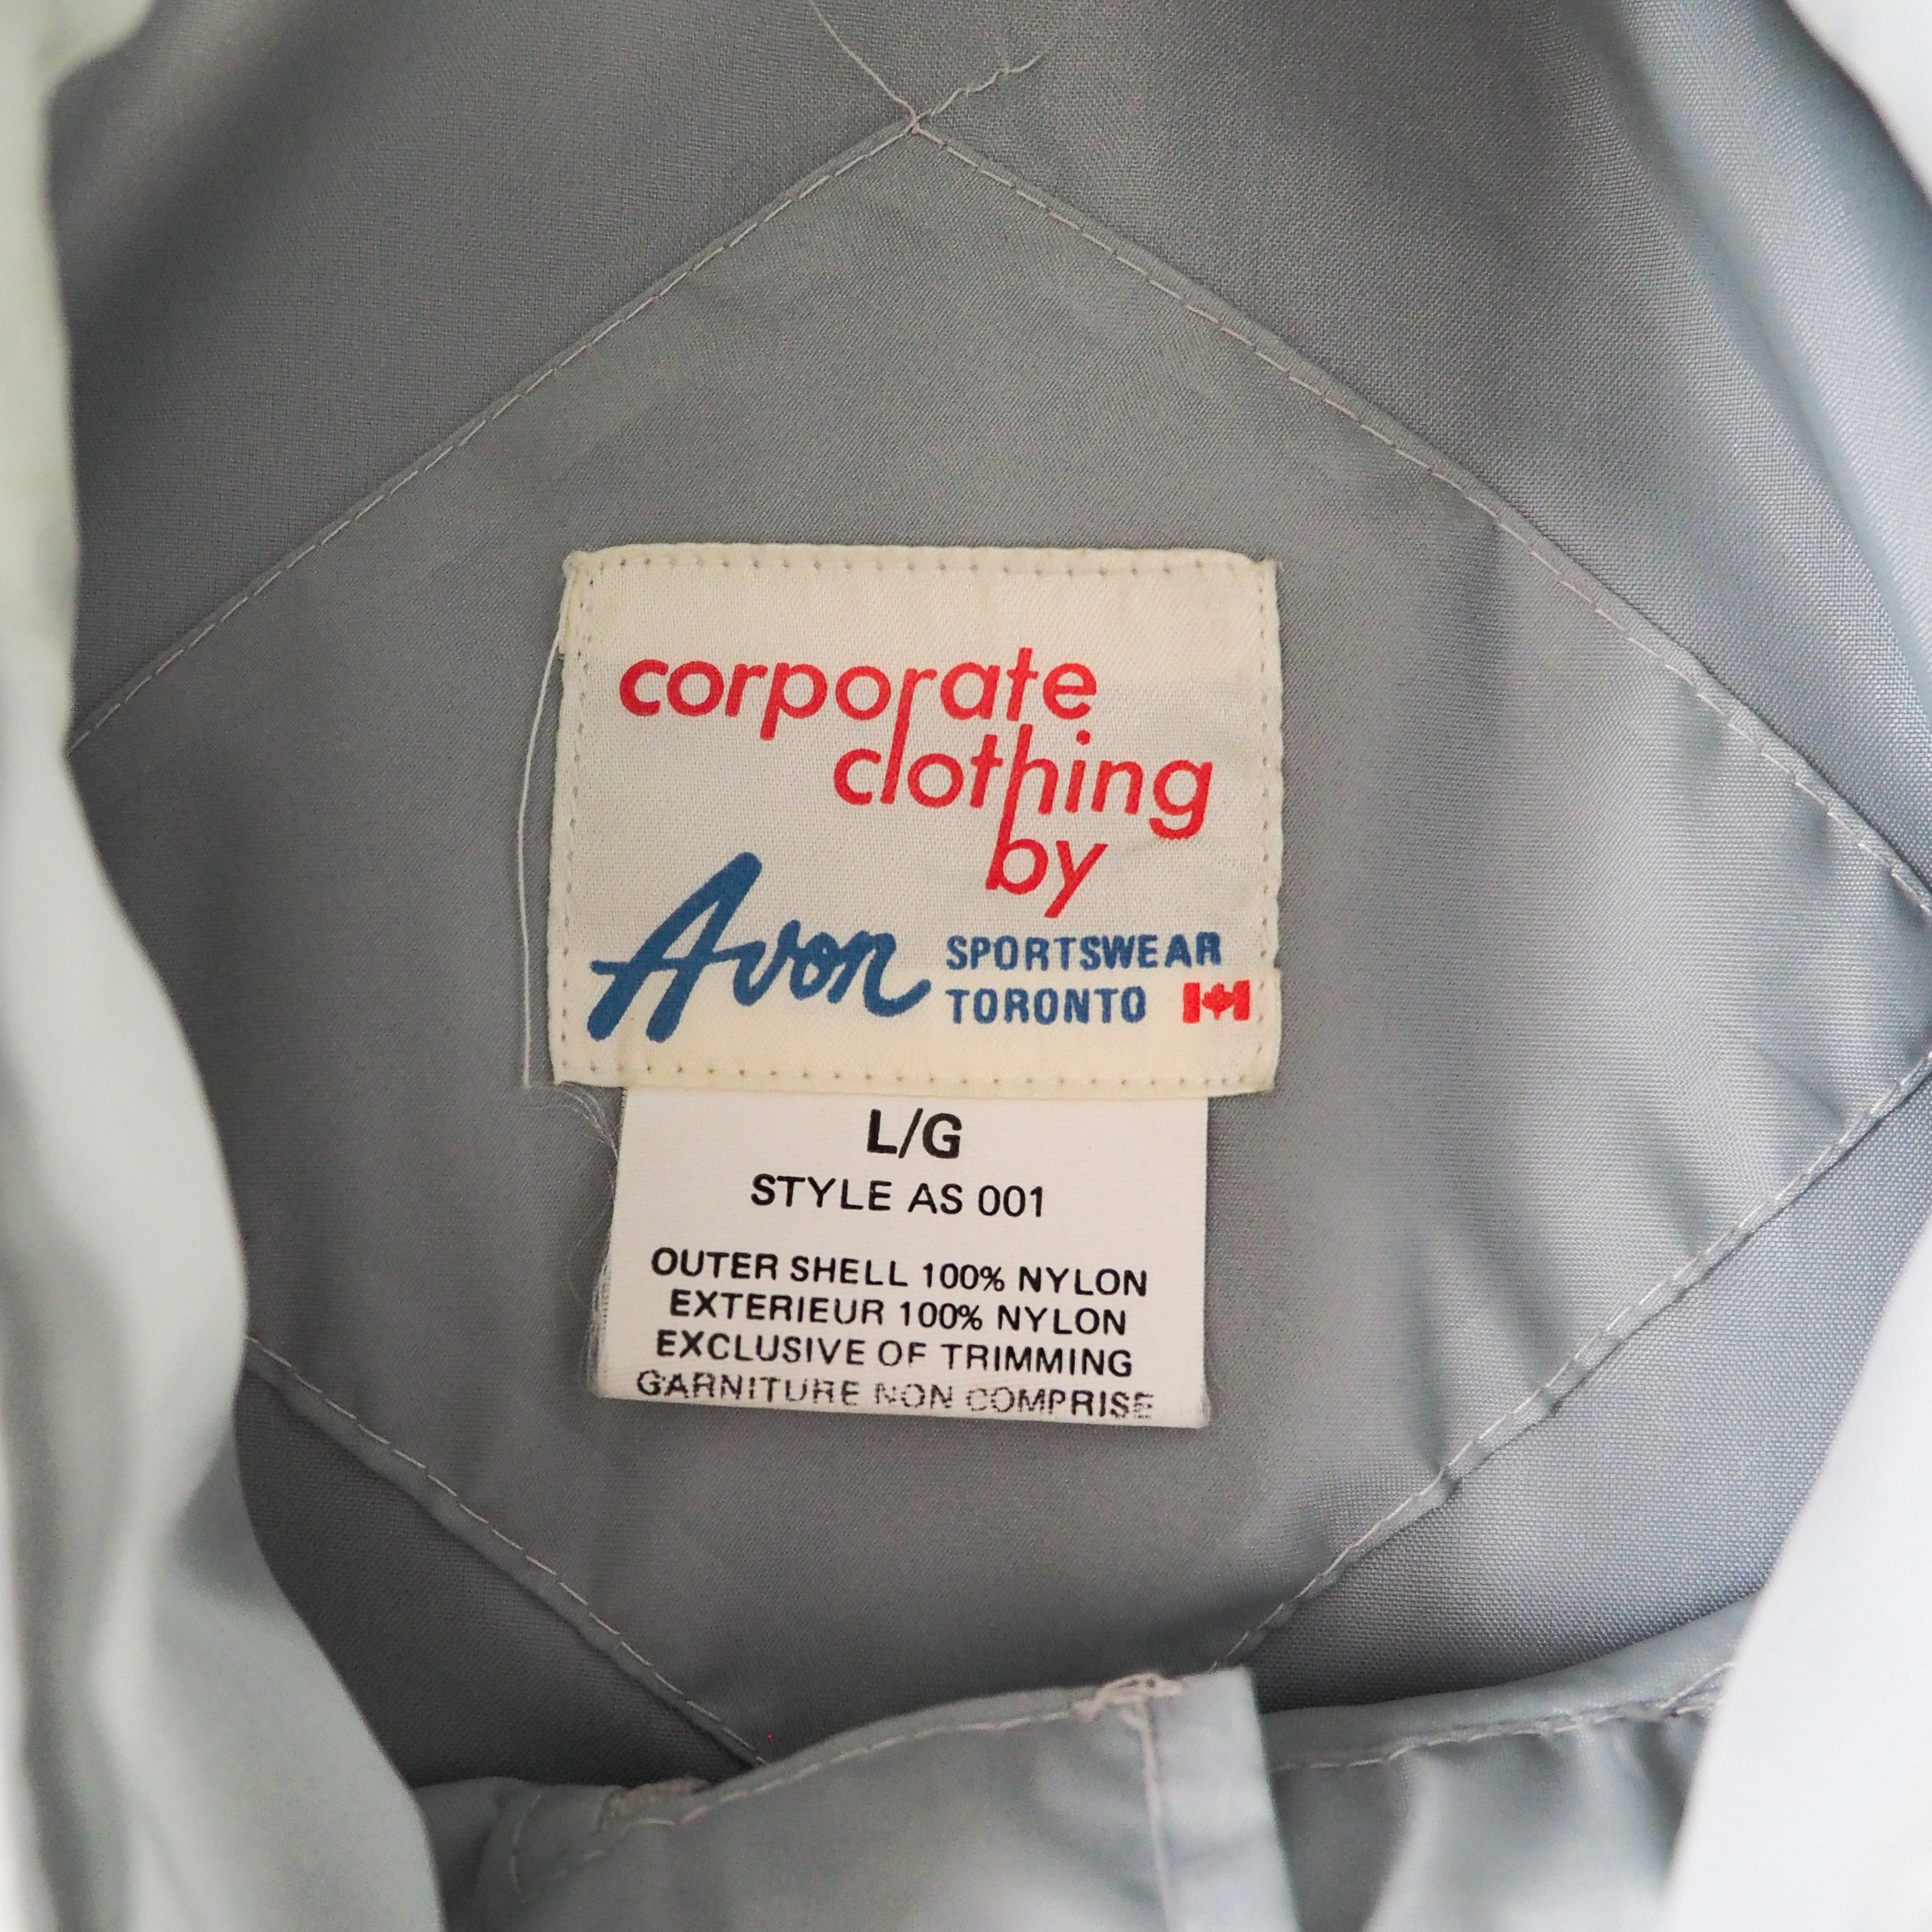 corporate
clothing
by
Avon SPORTSWEAR
TORONTO
L/G
STYLE AS 001
OUTER SHELL 100% NYLON
EXTERIEUR 100% NYLON
EXCLUSIVE OF TRIMMING
GARNITURE NON COMPRISE